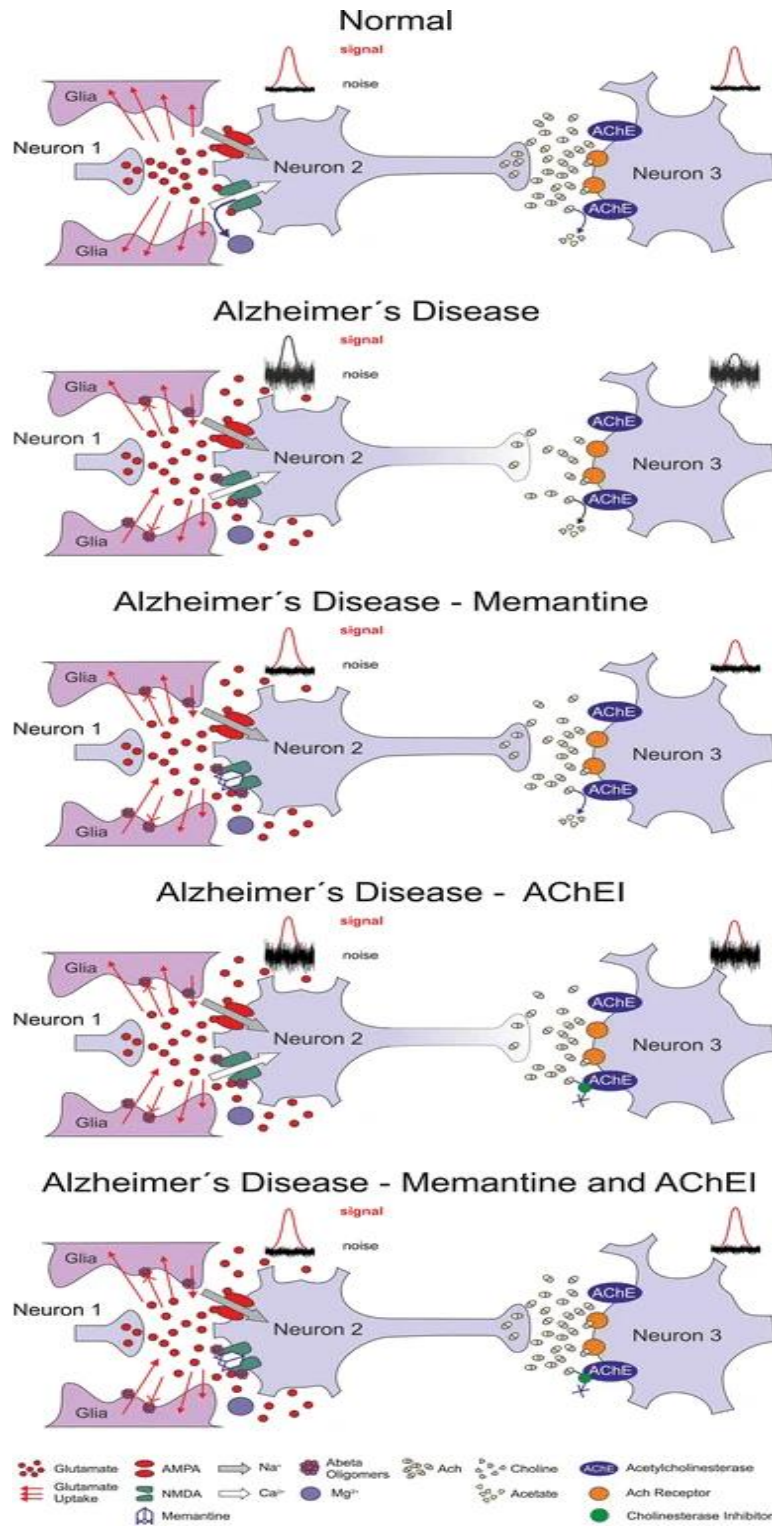 Normal
signal
noise
Glia
Neuron 1
Neuron 2
Glia
AChE
AChE
Neuron 3
Alzheimer´s Disease
signal
noise
Glia
Neuron 1
Neuron 2
Glia
AChE
AChE
Neuron 3
Alzheimer´s Disease - Memantine
signal
noise
Glia
Neuron 1
Neuron 2
Glia
AChE
AChE
Neuron 3
Alzheimer´s Disease - AChEI
signal
noise
Glia
Neuron 1
Neuron 2
Glia
AChE
AChE
Neuron 3
Alzheimer´s Disease - Memantine and AChEI
signal
noise
Glia
Neuron 1
Neuron 2
Glia
AChE
AChE
Neuron 3
Glutamate
AMPA
Na⁺
Abeta
Oligomers
Ach
Choline
AChE
Acetylcholinesterase
Glutamate
Uptake
NMDA
Ca²⁺
Mg²⁺
Acetate
Ach Receptor
Memantine
Cholinesterase Inhibitor